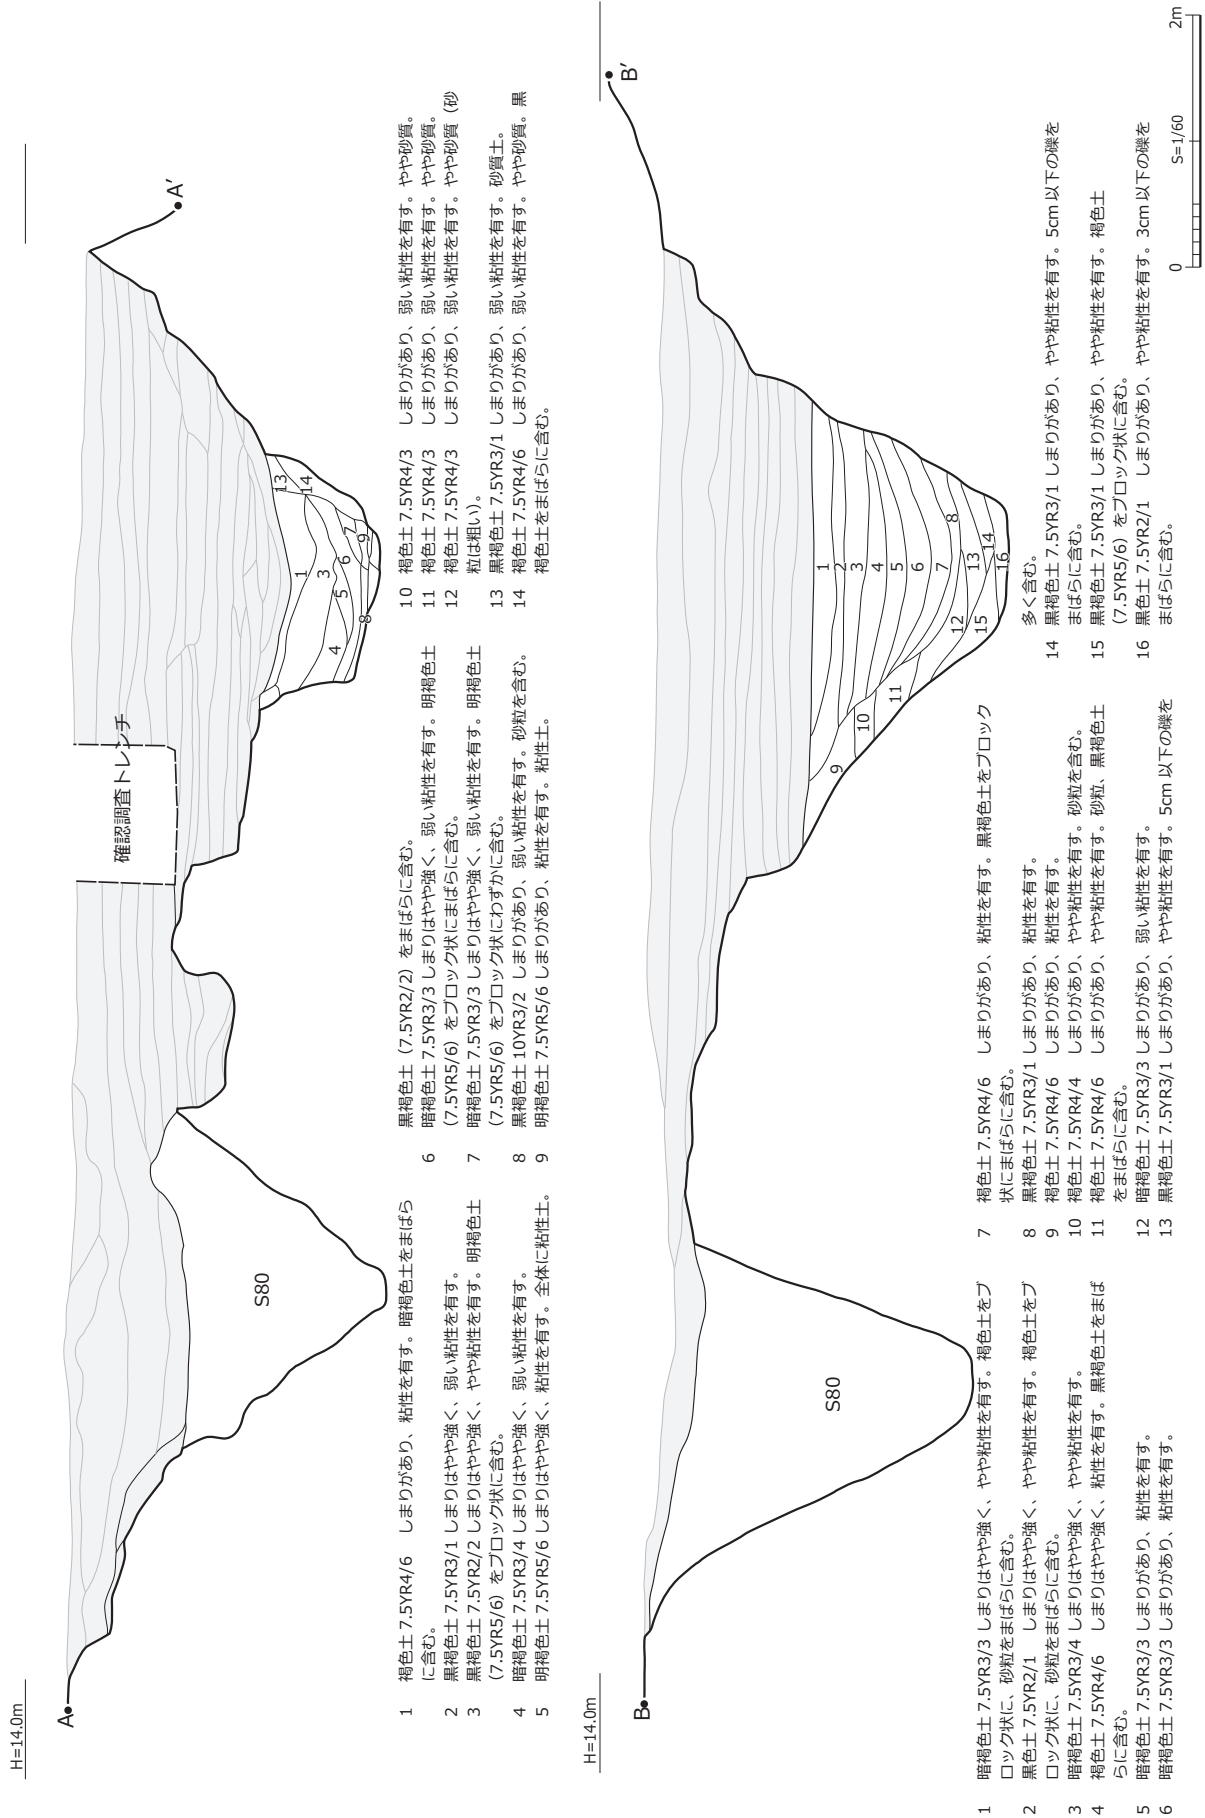 H=14.0m
A
A′
確認調査トレンチ
S80
1
3
4
5
6
7
8
9
13
14
1 褐色土 7.5YR4/6 しまりがあり、粘性を有す。暗褐色土をまばら
に含む。
2 黒褐色土 7.5YR3/1 しまりはやや強く、弱い粘性を有す。
3 黒褐色土 7.5YR2/2 しまりはやや強く、やや粘性を有す。明褐色土
(7.5YR5/6)をブロック状に含む。
4 暗褐色土 7.5YR3/4 しまりはやや強く、弱い粘性を有す。
5 明褐色土 7.5YR5/6 しまりはやや強く、粘性を有す。全体に粘性土。
黒褐色土(7.5YR2/2)をまばらに含む。
6 暗褐色土 7.5YR3/3 しまりはやや強く、弱い粘性を有す。明褐色土
(7.5YR5/6)をブロック状にまばらに含む。
7 暗褐色土 7.5YR3/3 しまりはやや強く、弱い粘性を有す。明褐色土
(7.5YR5/6)をブロック状にわずかに含む。
8 黒褐色土 10YR3/2 しまりがあり、弱い粘性を有す。砂粒を含む。
9 明褐色土 7.5YR5/6 しまりがあり、粘性を有す。粘性土。
10 褐色土 7.5YR4/3 しまりがあり、弱い粘性を有す。やや砂質。
11 褐色土 7.5YR4/3 しまりがあり、弱い粘性を有す。やや砂質。
12 褐色土 7.5YR4/3 しまりがあり、弱い粘性を有す。やや砂質(砂
粒は粗い)。
13 黒褐色土 7.5YR3/1 しまりがあり、弱い粘性を有す。砂質土。
14 褐色土 7.5YR4/6 しまりがあり、弱い粘性を有す。やや砂質。黒
褐色土をまばらに含む。
H=14.0m
B
B′
S80
1
2
3
4
5
6
7
8
9
10
11
12
13
14
15
16
1 暗褐色土 7.5YR3/3 しまりはやや強く、やや粘性を有す。褐色土をブ
ロック状に、砂粒をまばらに含む。
2 黒色土 7.5YR2/1 しまりはやや強く、やや粘性を有す。褐色土をブ
ロック状に、砂粒をまばらに含む。
3 暗褐色土 7.5YR3/4 しまりはやや強く、やや粘性を有す。
4 褐色土 7.5YR4/6 しまりはやや強く、粘性を有す。黒褐色土をまば
らに含む。
5 暗褐色土 7.5YR3/3 しまりがあり、粘性を有す。
6 暗褐色土 7.5YR3/3 しまりがあり、粘性を有す。
7 褐色土 7.5YR4/6 しまりがあり、粘性を有す。黒褐色土をブロック
状にまばらに含む。
8 黒褐色土 7.5YR3/1 しまりがあり、粘性を有す。
9 褐色土 7.5YR4/6 しまりがあり、粘性を有す。
10 褐色土 7.5YR4/4 しまりがあり、やや粘性を有す。砂粒を含む。
11 褐色土 7.5YR4/6 しまりがあり、やや粘性を有す。砂粒、黒褐色土
をまばらに含む。
12 暗褐色土 7.5YR3/3 しまりがあり、弱い粘性を有す。
13 黒褐色土 7.5YR3/1 しまりがあり、やや粘性を有す。5cm 以下の礫を
多く含む。
14 黒褐色土 7.5YR3/1 しまりがあり、やや粘性を有す。5cm 以下の礫を
まばらに含む。
15 黒褐色土 7.5YR3/1 しまりがあり、やや粘性を有す。褐色土
(7.5YR5/6)をブロック状に含む。
16 黒色土 7.5YR2/1 しまりがあり、やや粘性を有す。3cm 以下の礫を
まばらに含む。
0 S=1/60 2m